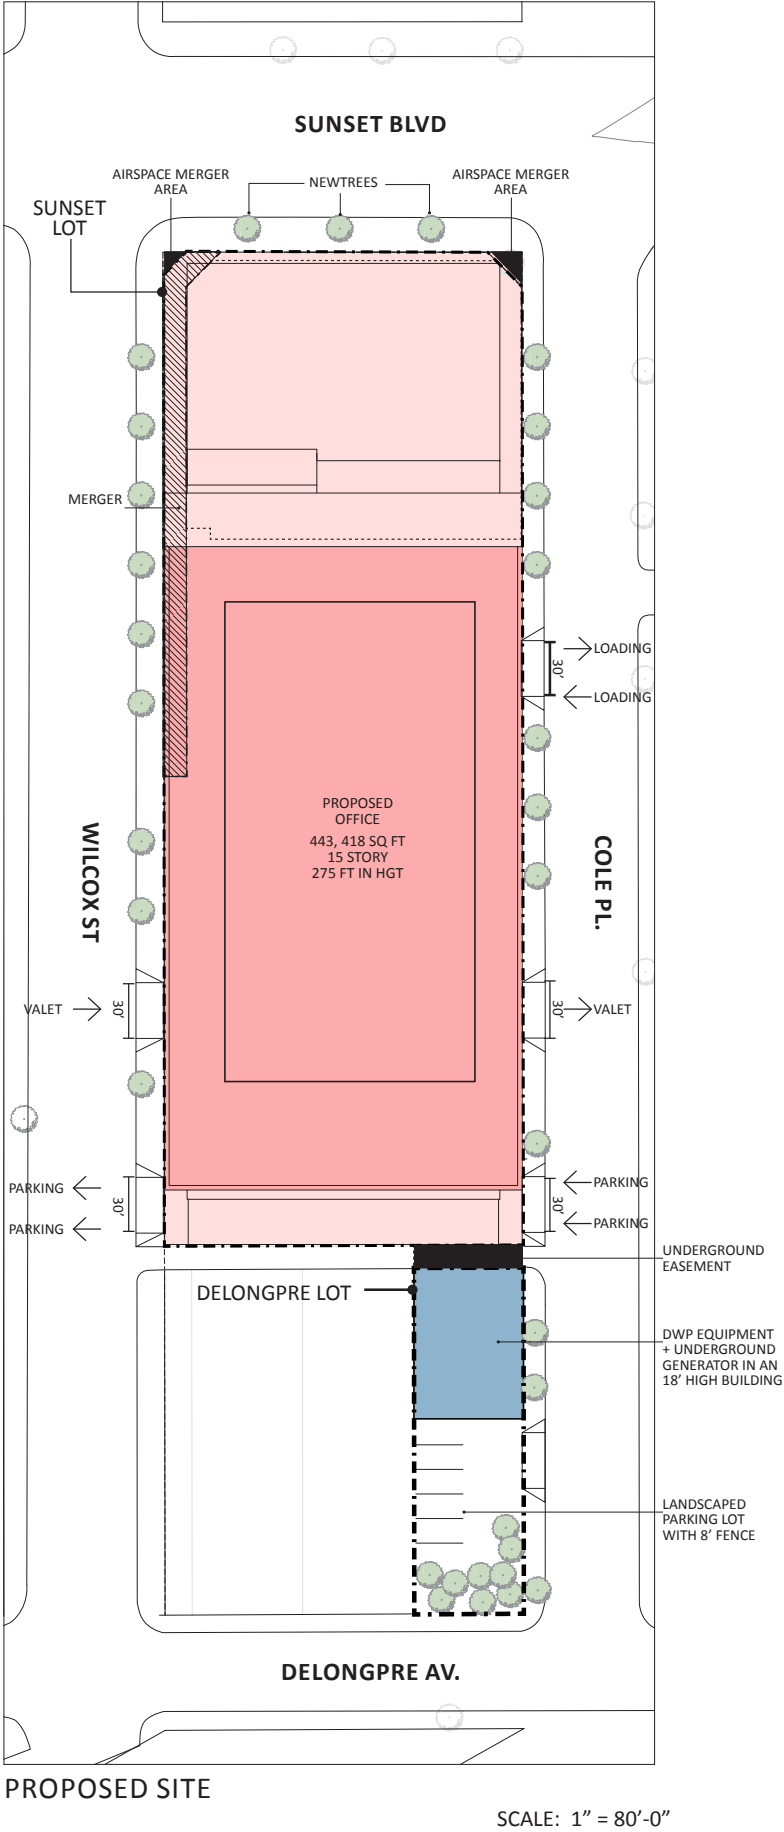 SUNSET BLVD
AIRSPACE MERGER
AREA
NEWTREES
AIRSPACE MERGER
AREA
SUNSET
LOT
MERGER
LOADING
30'
LOADING
PROPOSED
OFFICE
443, 418 SQ FT
15 STORY
275 FT IN HGT
WILCOX ST
COLE PL.
VALET
30'
30'
VALET
PARKING
30'
PARKING
PARKING
30'
PARKING
UNDERGROUND
EASEMENT
DELONGPRE LOT
DWP EQUIPMENT
+ UNDERGROUND
GENERATOR IN AN
18' HIGH BUILDING
LANDSCAPED
PARKING LOT
WITH 8' FENCE
DELONGPRE AV.
PROPOSED SITE
SCALE: 1” = 80’-0”